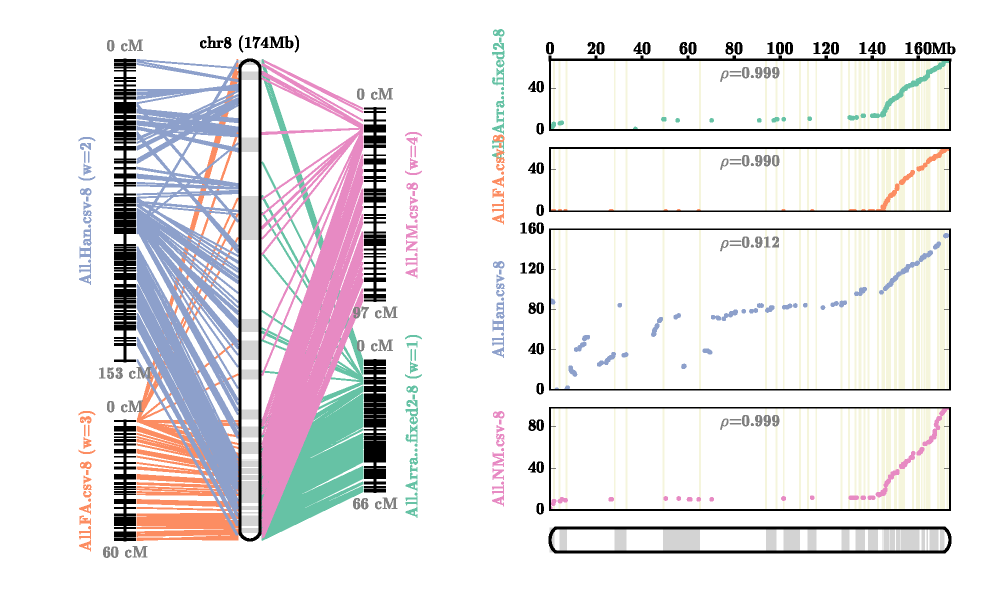 0 cM
chr8 (174Mb)
All.Han.csv-8 (w=2)
153 cM
0 cM
All.FA.csv-8 (w=3)
60 cM
0 cM
All.NM.csv-8 (w=4)
97 cM
0 cM
All.Arra...fixed2-8 (w=1)
66 cM
0 20 40 60 80 100 120 140 160Mb
All.Arra...fixed2-8
40
0
ρ=0.999
All.FA.csv-8
40
0
ρ=0.990
All.Han.csv-8
160
120
80
40
0
ρ=0.912
All.NM.csv-8
80
40
0
ρ=0.999